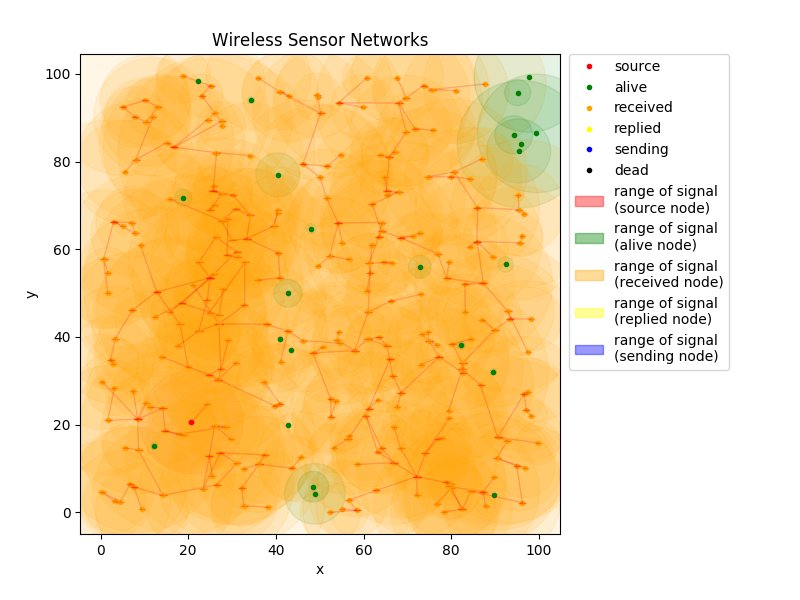 Wireless Sensor Networks
100
80
60
40
20
0
y
0 20 40 60 80 100
x
source
alive
received
replied
sending
dead
range of signal
(source node)
range of signal
(alive node)
range of signal
(received node)
range of signal
(replied node)
range of signal
(sending node)